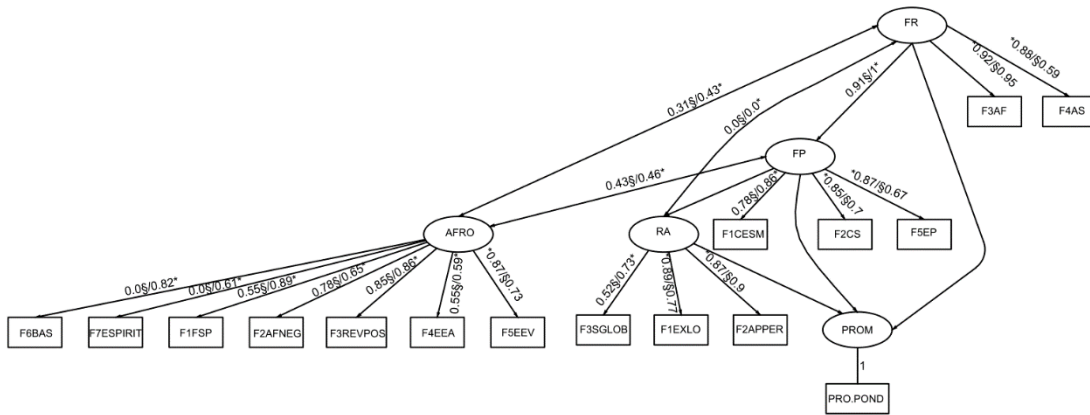 FR
*0.88/§0.59
*0.92/§0.95
0.31§/0.43*
0.0§/0.0*
0.91§/1*
F3AF
F4AS
FP
0.43§/0.46*
0.78§/0.86*
*0.85/§0.7
*0.87/§0.67
AFRO
RA
F1CESM
F2CS
F5EP
0.0§/0.82*
0.0§/0.61*
0.55§/0.89*
0.78§/0.65*
0.85§/0.86*
0.55§/0.59*
*0.87/§0.73
0.52§/0.73*
*0.89/§0.77
*0.87/§0.9
F6BAS
F7ESPIRIT
F1FSP
F2AFNEG
F3REVPOS
F4EEA
F5EEV
F3SGLOB
F1EXLO
F2APPER
PROM
1
PRO.POND